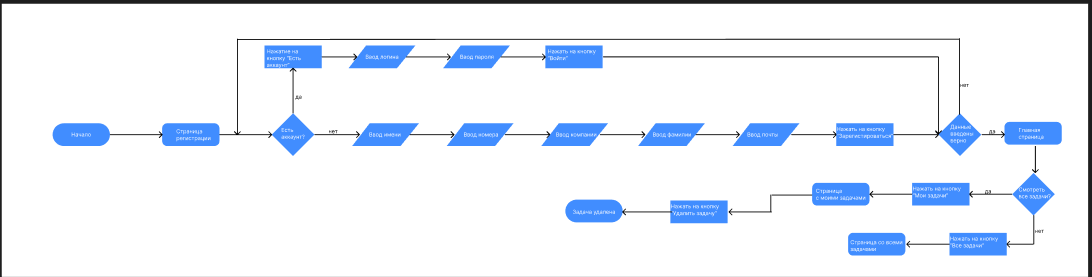 Нажатие на
кнопку "Есть
аккаунт"
Ввод логина
Ввод пароля
Нажать на кнопку
"Войти"
нет
да
Начало
Страница
регистрации
Есть
аккаунт?
нет
Ввод имени
Ввод номера
Ввод компании
Ввод фамилии
Ввод почты
Нажать на кнопку
"Зарегистрироваться"
Данные
введены
верно
да
Главная
страница
Смотреть
все задачи?
да
Нажать на кнопку
"Мои задачи"
Страница
с моими задачами
Нажать на кнопку
"Удалить задачу"
Задача удалена
нет
Нажать на кнопку
"Все задачи"
Страница со всеми
задачами